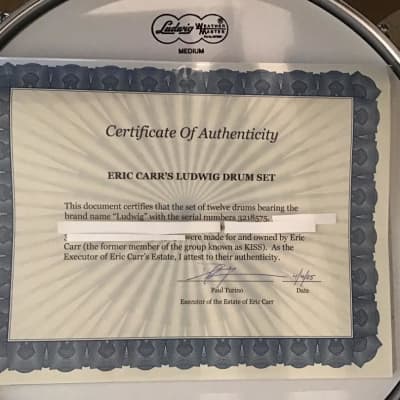 Ludwig WEATHER MASTER
MEDIUM
Certificate Of Authenticity
ERIC CARR'S LUDWIG DRUM SET
This document certifies that the set of twelve drums bearing the
brand name "Ludwig" with the serial numbers 3218575,
were made for and owned by Eric
Carr (the former member of the group known as KISS). As the
Executor of Eric Carr's Estate, I attest to their authenticity.
Paul Turino Date
Executor of the Estate of Eric Carr